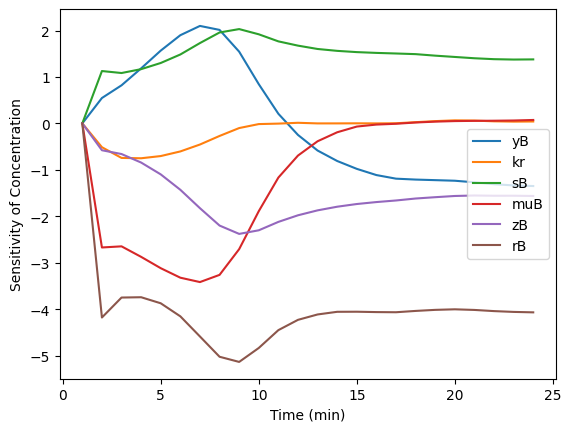 Sensitivity of Concentration
2
1
0
−1
−2
−3
−4
−5
yB
kr
sB
muB
zB
rB
0 5 10 15 20 25
Time (min)